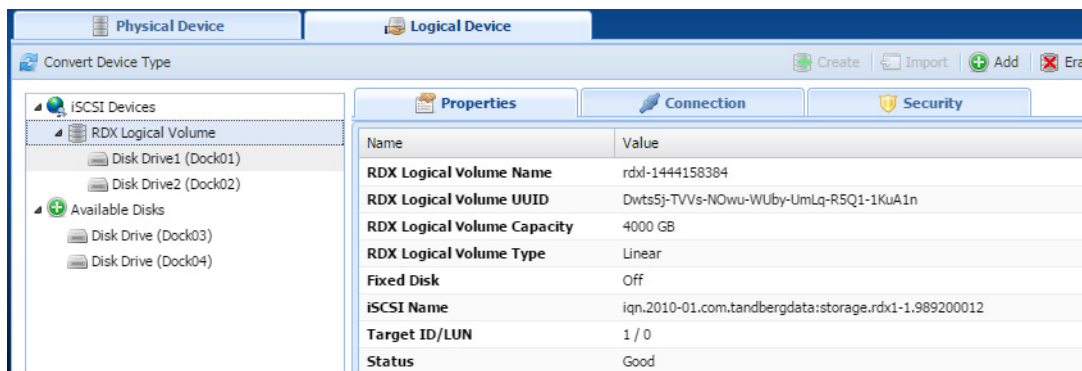 Physical Device
Logical Device
Convert Device Type
Create
Import
Add
Era
iSCSI Devices
RDX Logical Volume
Disk Drive1 (Dock01)
Disk Drive2 (Dock02)
Available Disks
Disk Drive (Dock03)
Disk Drive (Dock04)
Properties
Connection
Security
Name Value
RDX Logical Volume Name rdxl-1444158384
RDX Logical Volume UUID Dwts5j-TVVs-NOwu-WUby-UmLq-R5Q1-1KuA1n
RDX Logical Volume Capacity 4000 GB
RDX Logical Volume Type Linear
Fixed Disk Off
iSCSI Name iqn.2010-01.com.tandbergdata:storage.rdx1-1.989200012
Target ID/LUN 1 / 0
Status Good